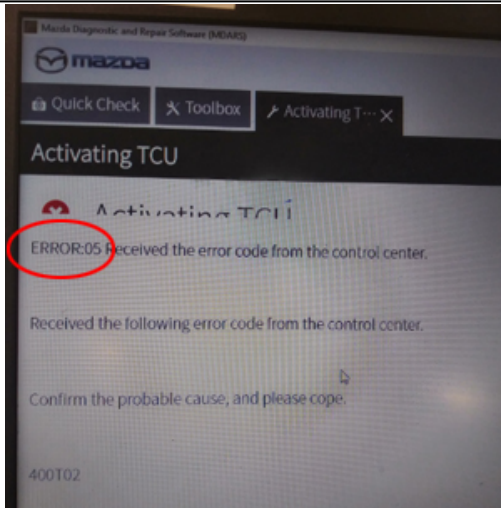 Mazda Diagnostic and Repair Software (MDARS)
mazda
Quick Check Toolbox Activating T...
Activating TCU
Activating TCU
ERROR:05 Received the error code from the control center.
Received the following error code from the control center.
Confirm the probable cause, and please cope.
400T02